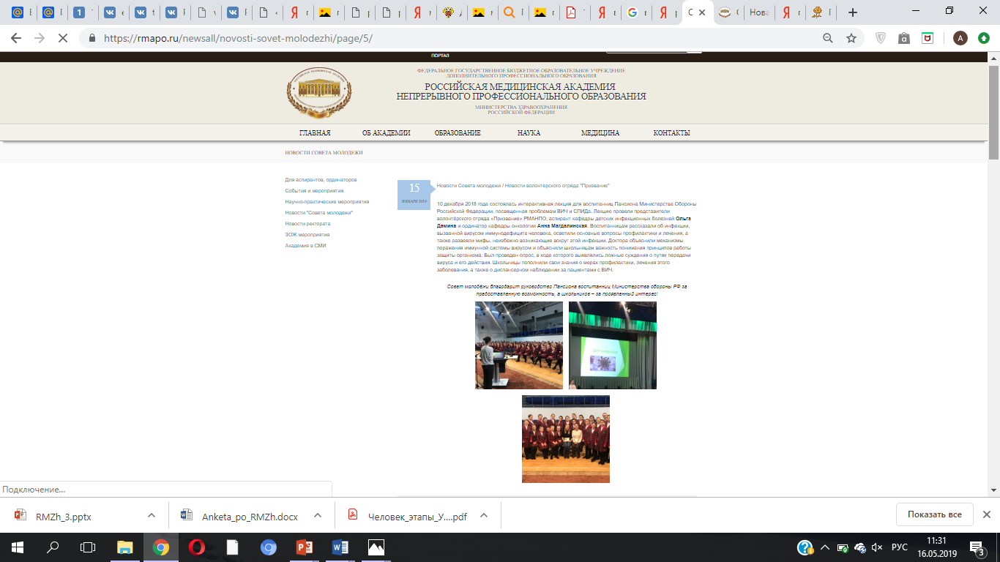 https://rmapo.ru/newsall/novosti-sovet-molodezhi/page/5/
ПОРТАЛ
ФЕДЕРАЛЬНОЕ ГОСУДАРСТВЕННОЕ БЮДЖЕТНОЕ ОБРАЗОВАТЕЛЬНОЕ УЧРЕЖДЕНИЕ
ДОПОЛНИТЕЛЬНОГО ПРОФЕССИОНАЛЬНОГО ОБРАЗОВАНИЯ
РОССИЙСКАЯ МЕДИЦИНСКАЯ АКАДЕМИЯ
НЕПРЕРЫВНОГО ПРОФЕССИОНАЛЬНОГО ОБРАЗОВАНИЯ
МИНИСТЕРСТВА ЗДРАВООХРАНЕНИЯ
РОССИЙСКОЙ ФЕДЕРАЦИИ
ГЛАВНАЯ ОБ АКАДЕМИИ ОБРАЗОВАНИЕ НАУКА МЕДИЦИНА КОНТАКТЫ
НОВОСТИ СОВЕТА МОЛОДЕЖИ
Для аспирантов, ординаторов
События и мероприятия
Научно-практические мероприятия
Новости "Совета молодежи"
Новости ректората
ЗОЖ мероприятия
Академия в СМИ
15
ЯНВАРЯ 2019
Новости Совета молодежи / Новости волонтерского отряда "Призвание"
10 декабря 2018 года состоялась интерактивная лекция для воспитанниц Пансиона Министерства Обороны
Российской Федерации, посвященная проблемам ВИЧ и СПИДа. Лекцию провели представители
волонтёрского отряда «Призвание» РМАНПО, аспирант кафедры детских инфекционных болезней Ольга
Демина и ординатор кафедры онкологии Анна Магдалинская. Воспитанницам рассказали об инфекции,
вызванной вирусом иммунодефицита человека, осветили основные вопросы профилактики и лечения, а
также развеяли мифы, неизбежно возникающие вокруг этой инфекции. Доктора объяснили механизмы
поражения иммунной системы вирусом и объяснили школьницам важность понимания принципов работы
защиты организма. Был проведен опрос, в ходе которого выявлялись ложные суждения о путях передачи
вируса и его действия. Школьницы пополнили свои знания о мерах профилактики, лечения этого
заболевания, а также о диспансерном наблюдении за пациентами с ВИЧ.
Совет молодёжи благодарит руководство Пансиона воспитанниц Министерства обороны РФ за
предоставленную возможность, а школьников – за проявленный интерес!
Подключение...
RMZh_3.pptx
Anketa_po_RMZh.docx
Человек_этапы_У....pdf
Показать все
РУС
11:31
16.05.2019
3